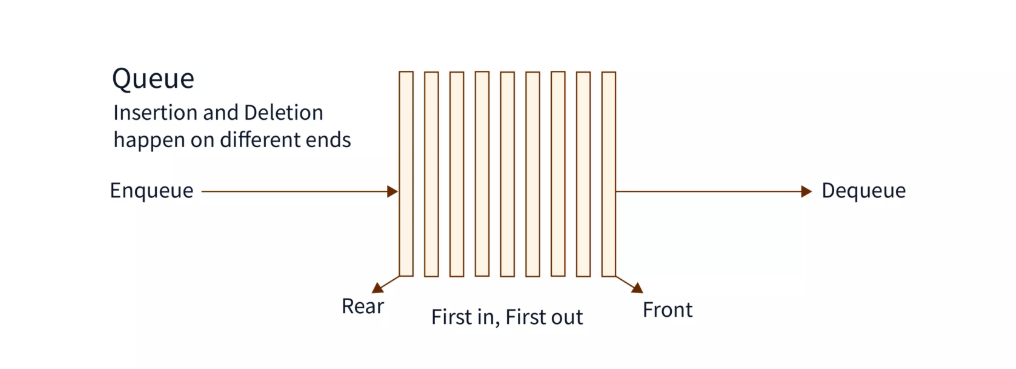 Queue
Insertion and Deletion
happen on different ends
Enqueue
Dequeue
Rear
First in, First out
Front